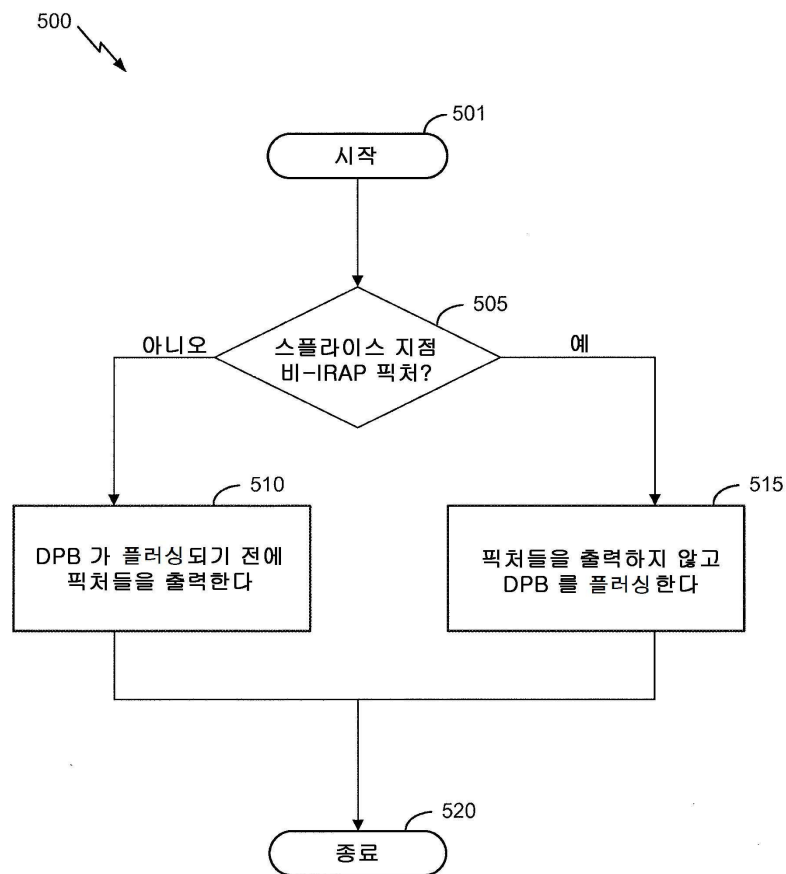 500
501
시작
505
스플라이스 지점
비-IRAP 픽처?
아니오
예
510
DPB 가 플러싱되기 전에
픽처들을 출력한다
515
픽처들을 출력하지 않고
DPB 를 플러싱한다
520
종료